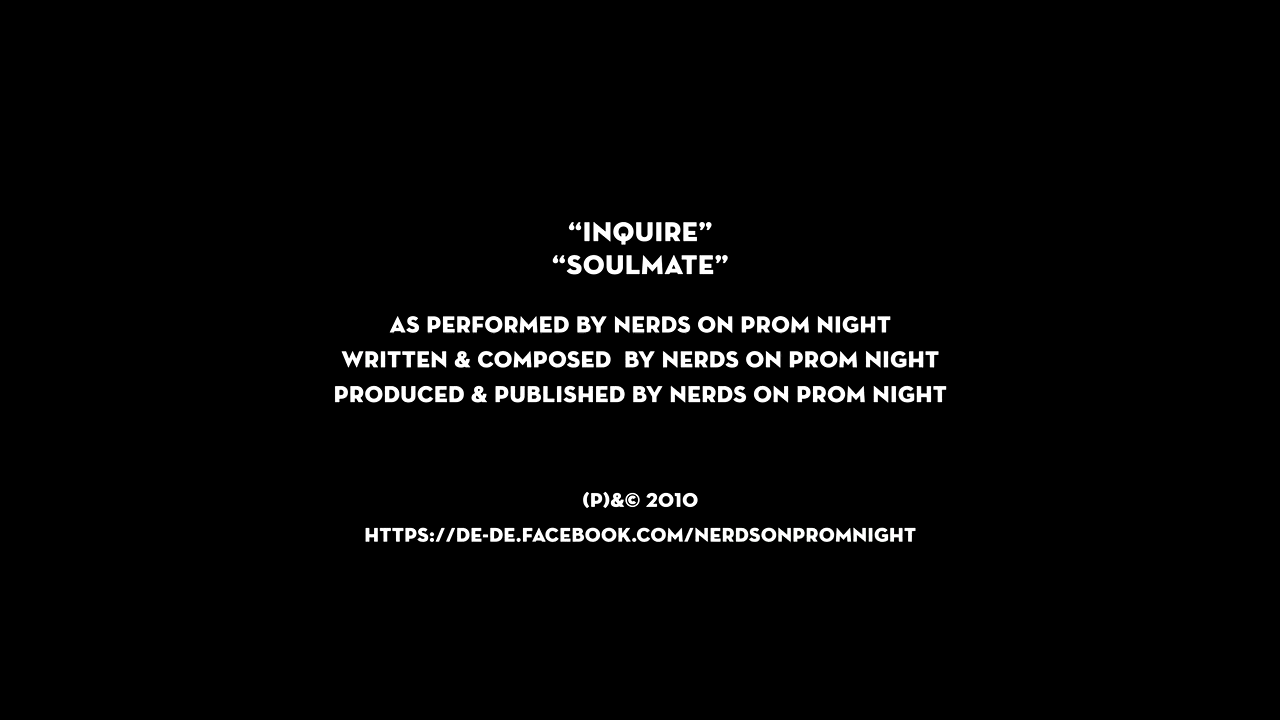 “INQUIRE”
“SOULMATE”
AS PERFORMED BY NERDS ON PROM NIGHT
WRITTEN & COMPOSED  BY NERDS ON PROM NIGHT
PRODUCED & PUBLISHED BY NERDS ON PROM NIGHT
(P)&© 2010
HTTPS://DE-DE.FACEBOOK.COM/NERDSONPROMNIGHT